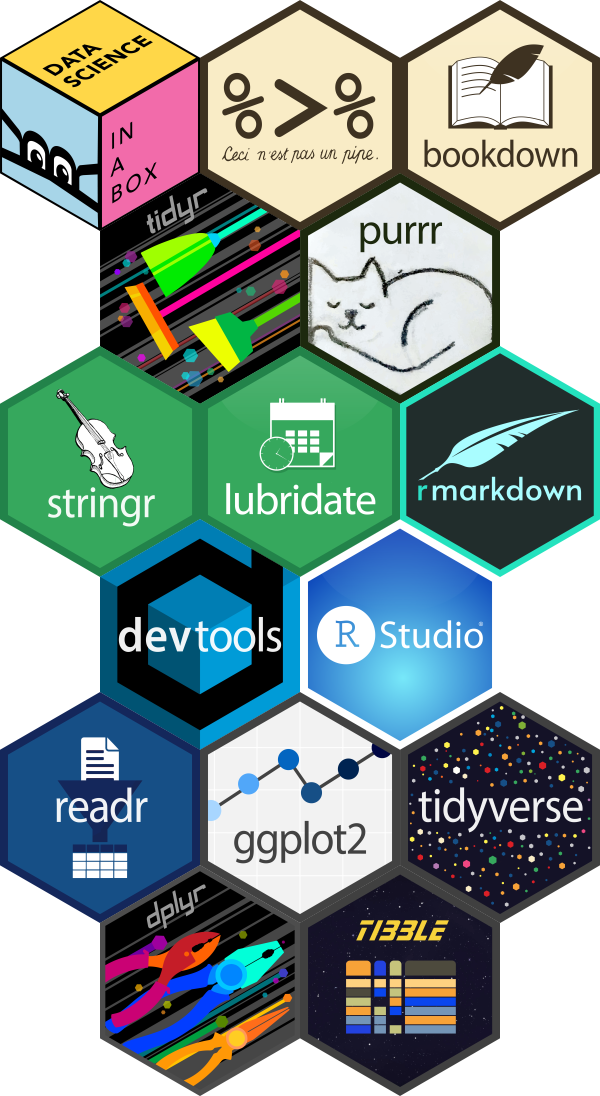 DATA
SCIENCE
IN
A
BOX
%>%
Ceci n'est pas un pipe.
bookdown
tidyr
purrr
stringr
lubridate
rmarkdown
devtools
R Studio®
readr
ggplot2
tidyverse
dplyr
TIBBLE